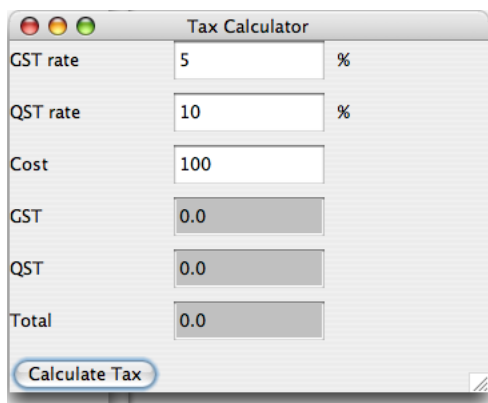 Tax Calculator
GST rate 5 %
QST rate 10 %
Cost 100
GST 0.0
QST 0.0
Total 0.0
Calculate Tax